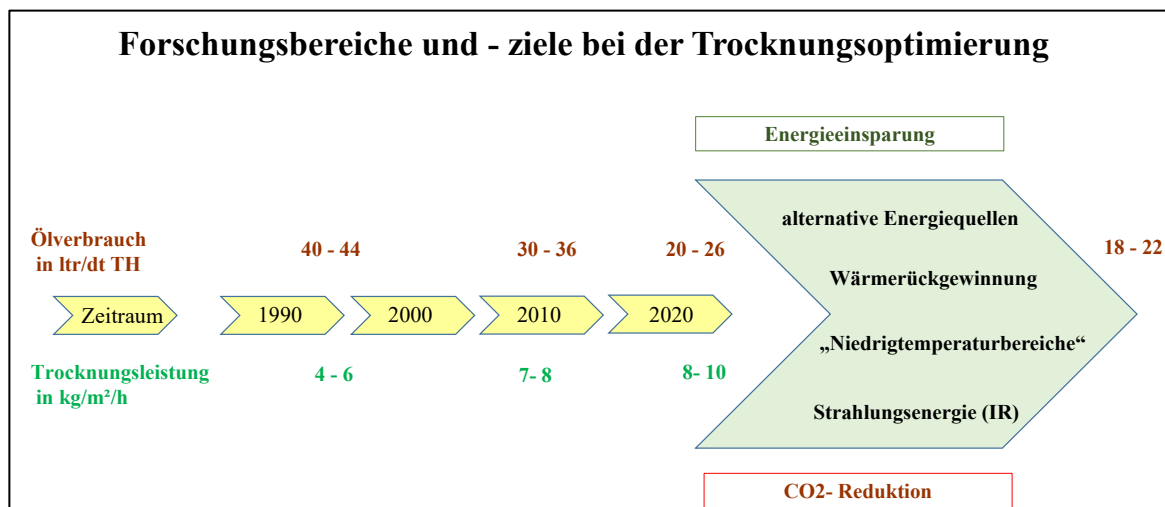 Forschungsbereiche und - ziele bei der Trocknungsoptimierung
Energieeinsparung
alternative Energiequellen
Ölverbrauch
in ltr/dt TH
40 - 44
30 - 36
20 - 26
18 - 22
Wärmerückgewinnung
Zeitraum
1990
2000
2010
2020
„Niedrigtemperaturbereiche“
Trocknungsleistung
in kg/m²/h
4 - 6
7- 8
8- 10
Strahlungsenergie (IR)
CO2- Reduktion